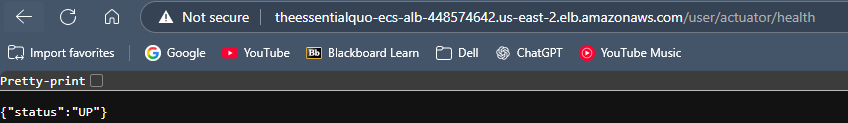 Not secure theessentialquo-ecs-alb-448574642.us-east-2.elb.amazonaws.com/user/actuator/health
Import favorites Google YouTube Bb Blackboard Learn Dell ChatGPT YouTube Music
Pretty-print
{"status":"UP"}